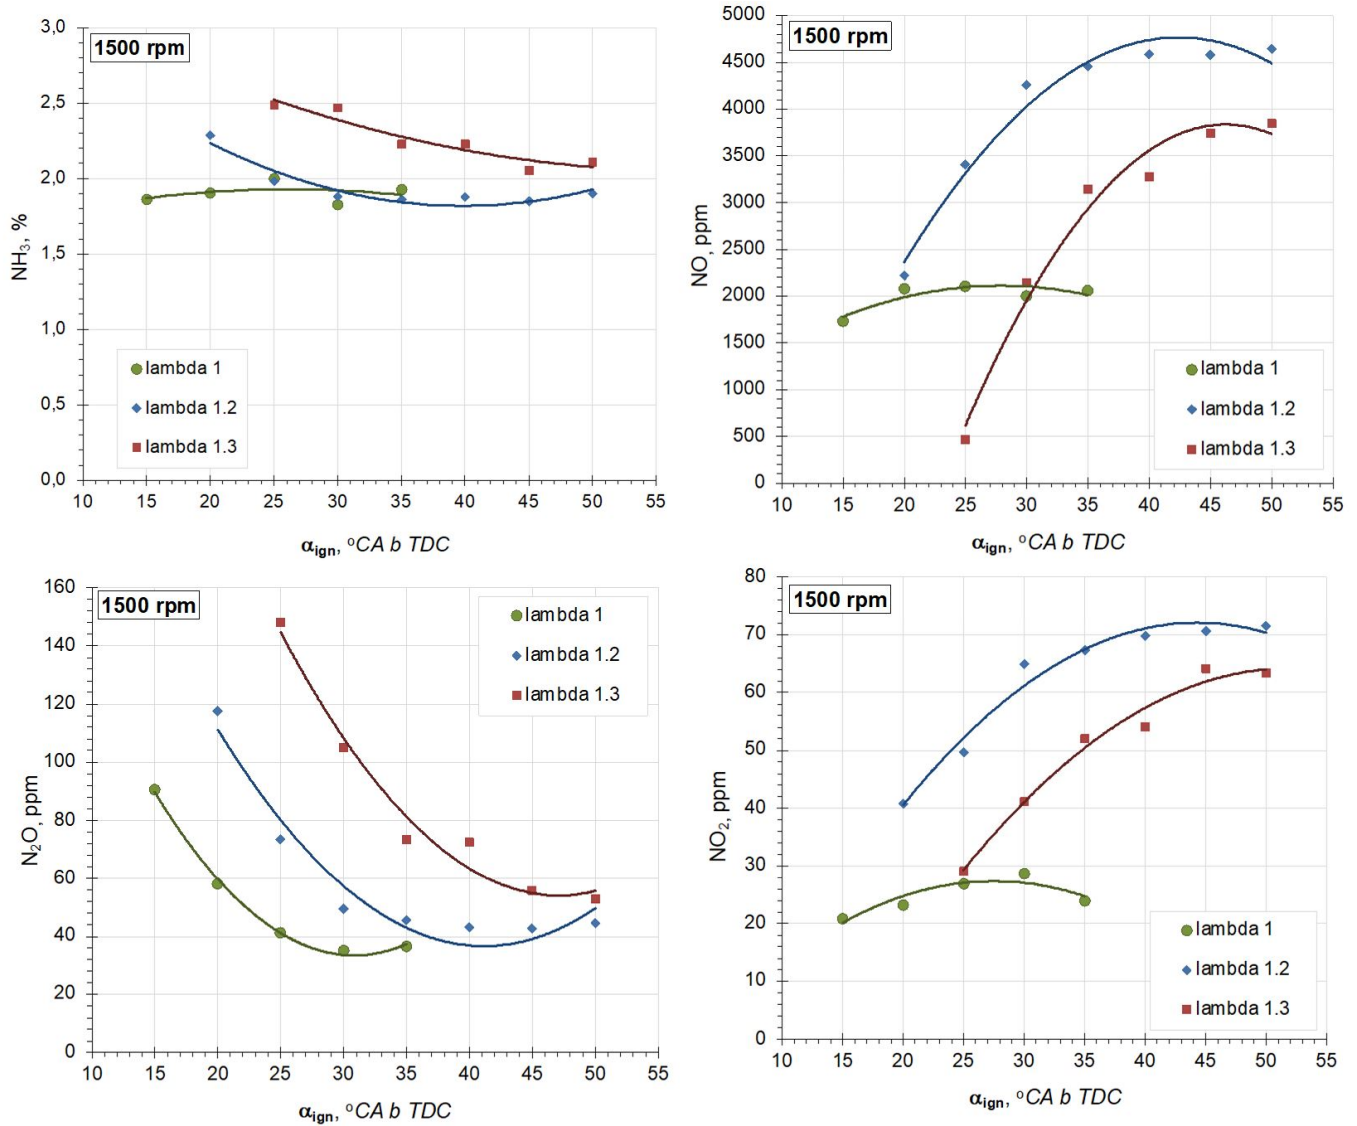 1500 rpm
3,0
2,5
2,0
1,5
1,0
0,5
0,0
NH₃, %
lambda 1
lambda 1.2
lambda 1.3
10 15 20 25 30 35 40 45 50 55
αign, °CA b TDC
1500 rpm
5000
4500
4000
3500
3000
2500
2000
1500
1000
500
0
NO, ppm
lambda 1
lambda 1.2
lambda 1.3
10 15 20 25 30 35 40 45 50 55
αign, °CA b TDC
1500 rpm
160
140
120
100
80
60
40
20
0
N₂O, ppm
lambda 1
lambda 1.2
lambda 1.3
10 15 20 25 30 35 40 45 50 55
αign, °CA b TDC
1500 rpm
80
70
60
50
40
30
20
10
0
NO₂, ppm
lambda 1
lambda 1.2
lambda 1.3
10 15 20 25 30 35 40 45 50 55
αign, °CA b TDC